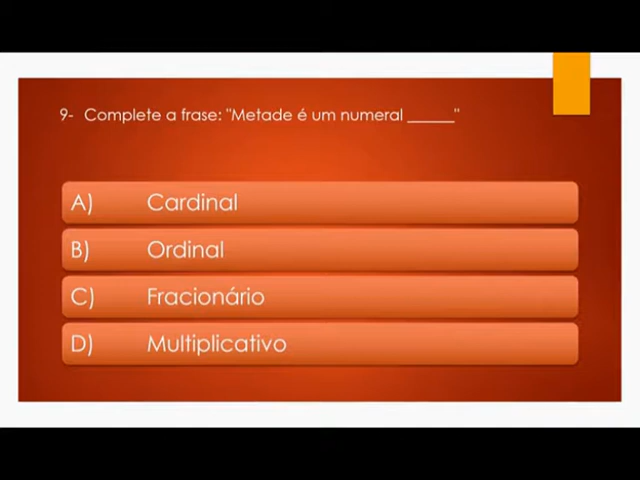 9- Complete a frase: "Metade é um numeral _____"
A) Cardinal
B) Ordinal
C) Fracionário
D) Multiplicativo